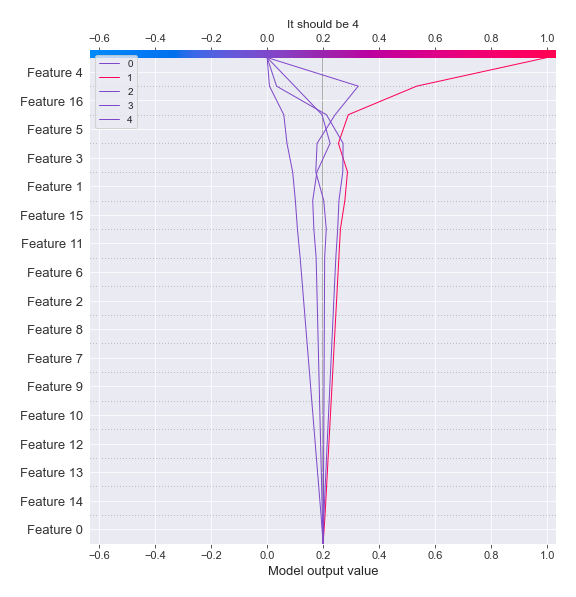 It should be 4
−0.6 −0.4 −0.2 0.0 0.2 0.4 0.6 0.8 1.0
0
1
2
3
4
Feature 4
Feature 16
Feature 5
Feature 3
Feature 1
Feature 15
Feature 11
Feature 6
Feature 2
Feature 8
Feature 7
Feature 9
Feature 10
Feature 12
Feature 13
Feature 14
Feature 0
−0.6 −0.4 −0.2 0.0 0.2 0.4 0.6 0.8 1.0
Model output value